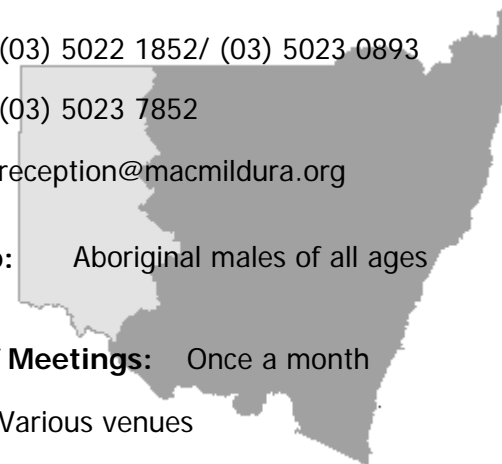 (03) 5022 1852/ (03) 5023 0893
(03) 5023 7852
reception@macmildura.org
: Aboriginal males of all ages
Meetings: Once a month
Various venues